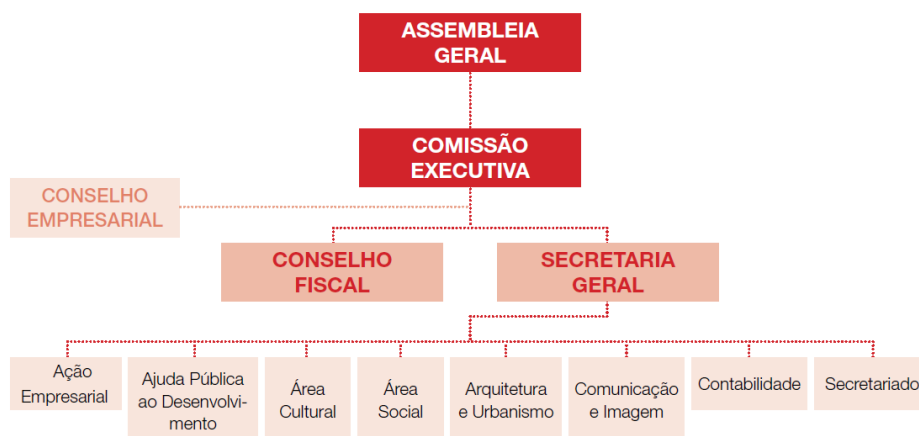 ASSEMBLEIA
GERAL
COMISSÃO
EXECUTIVA
CONSELHO
EMPRESARIAL
CONSELHO
FISCAL
SECRETARIA
GERAL
Ação
Empresarial
Ajuda Pública
ao Desenvolvi-
mento
Área
Cultural
Área
Social
Arquitetura
e Urbanismo
Comunicação
e Imagem
Contabilidade
Secretariado